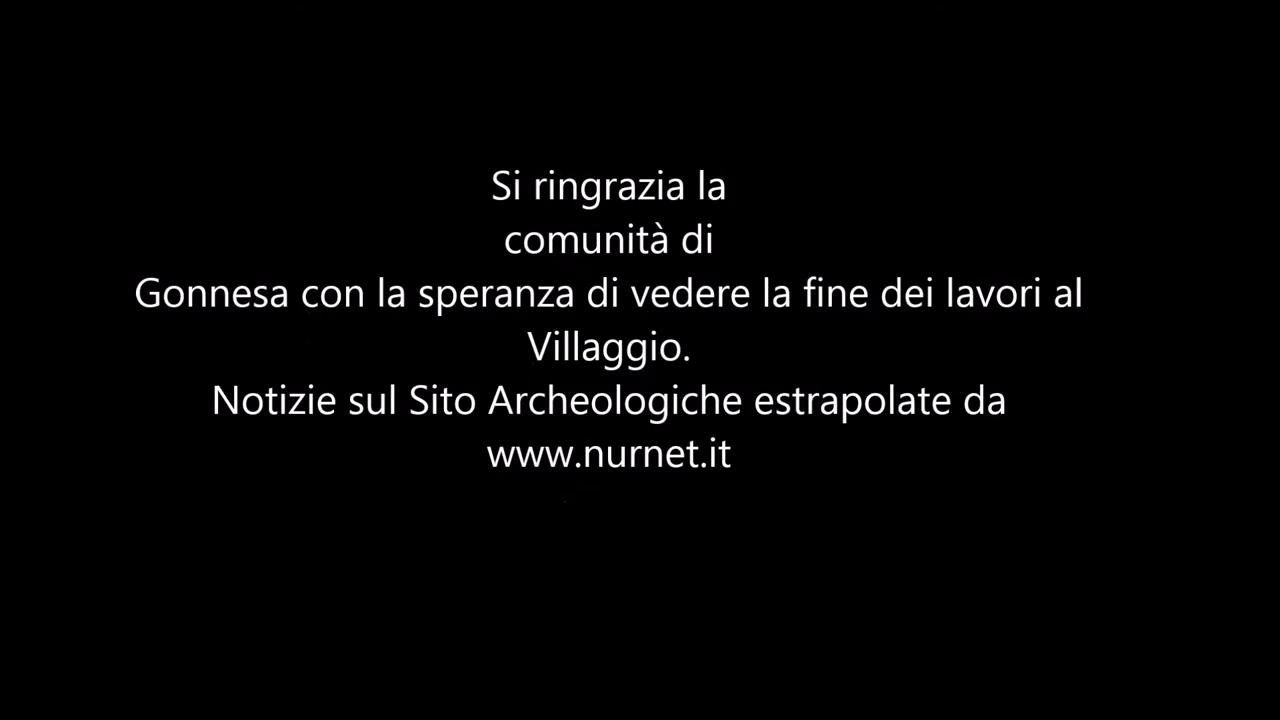 Si ringrazia la
comunità di
Gonnesa con la speranza di vedere la fine dei lavori al
Villaggio.
Notizie sul Sito Archeologiche estrapolate da
www.nurnet.it